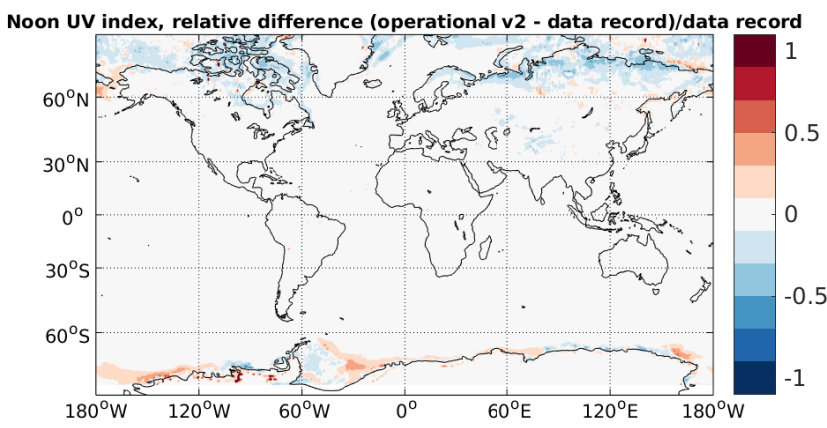 Noon UV index, relative difference (operational v2 - data record)/data record
60°N
30°N
0°
30°S
60°S
180°W 120°W 60°W 0° 60°E 120°E 180°W
1
0.5
0
-0.5
-1